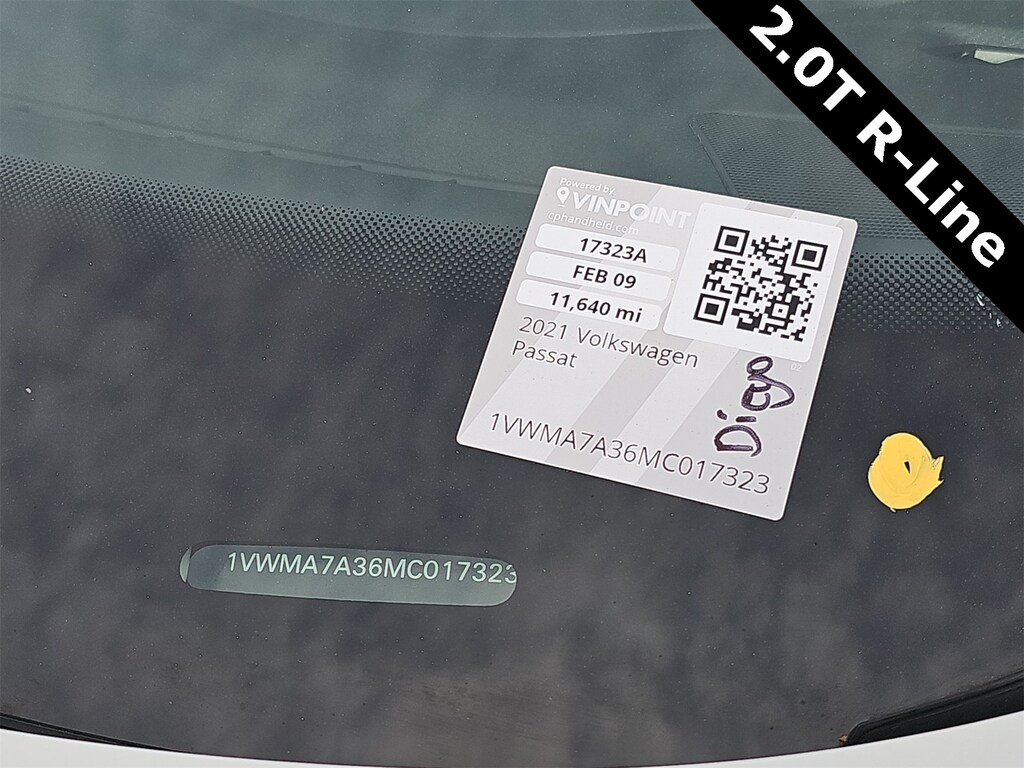 2.0T R-Line
Powered by
VINPOINT
cphandheld.com
17323A
FEB 09
11,640 mi
2021 Volkswagen
Passat
02
1VWMA7A36MC017323
1VWMA7A36MC017323